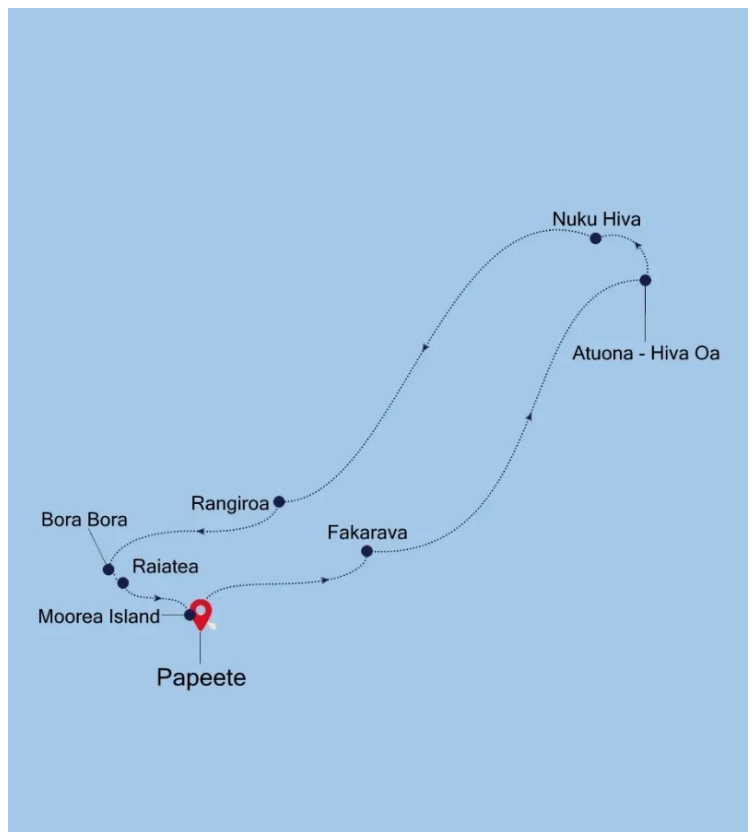 Nuku Hiva
Atuona - Hiva Oa
Rangiroa
Bora Bora
Fakarava
Raiatea
Moorea Island
Papeete